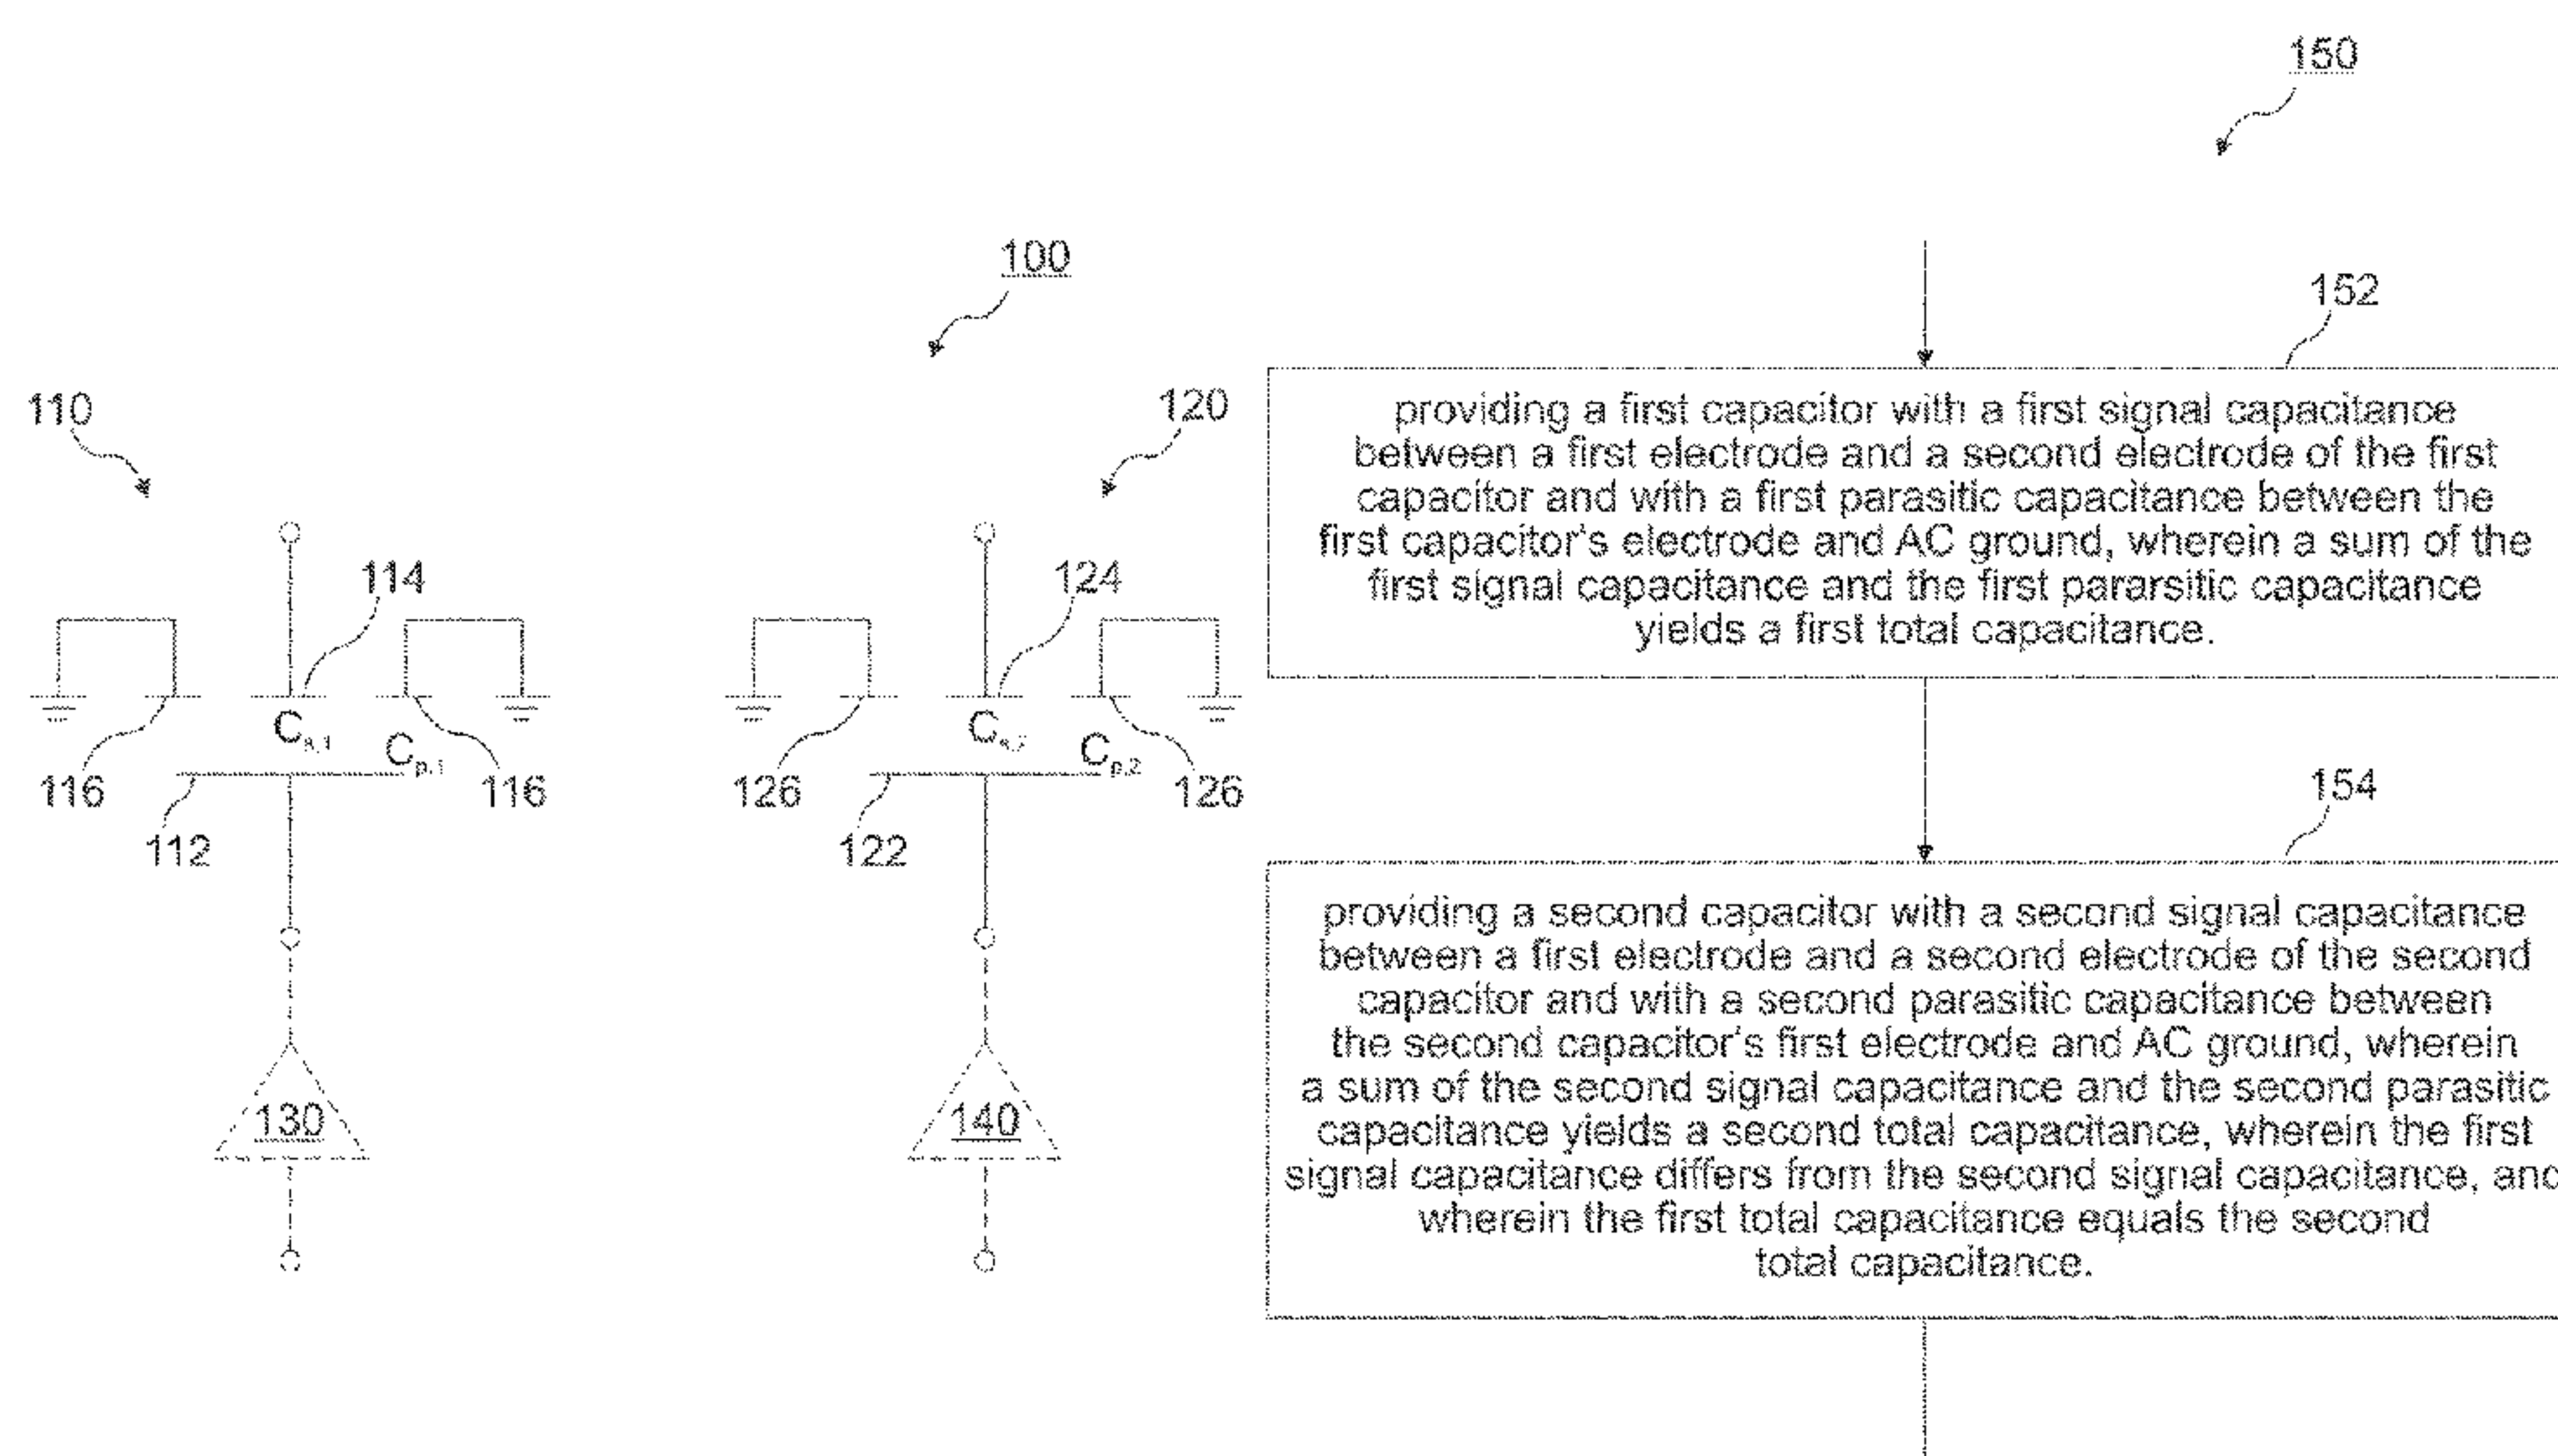 150
100
152
110
120
114
124
C
C
Cp,1
Cp,2
116
116
126
126
112
122
130
140
providing a first capacitor with a first signal capacitance
between a first electrode and a second electrode of the first
capacitor and with a first parasitic capacitance between the
first capacitor's electrode and AC ground, wherein a sum of the
first signal capacitance and the first pararsitic capacitance
yields a first total capacitance.
154
providing a second capacitor with a second signal capacitance
between a first electrode and a second electrode of the second
capacitor and with a second parasitic capacitance between
the second capacitor's first electrode and AC ground, wherein
a sum of the second signal capacitance and the second parasitic
capacitance yields a second total capacitance, wherein the first
signal capacitance differs from the second signal capacitance, and
wherein the first total capacitance equals the second
total capacitance.